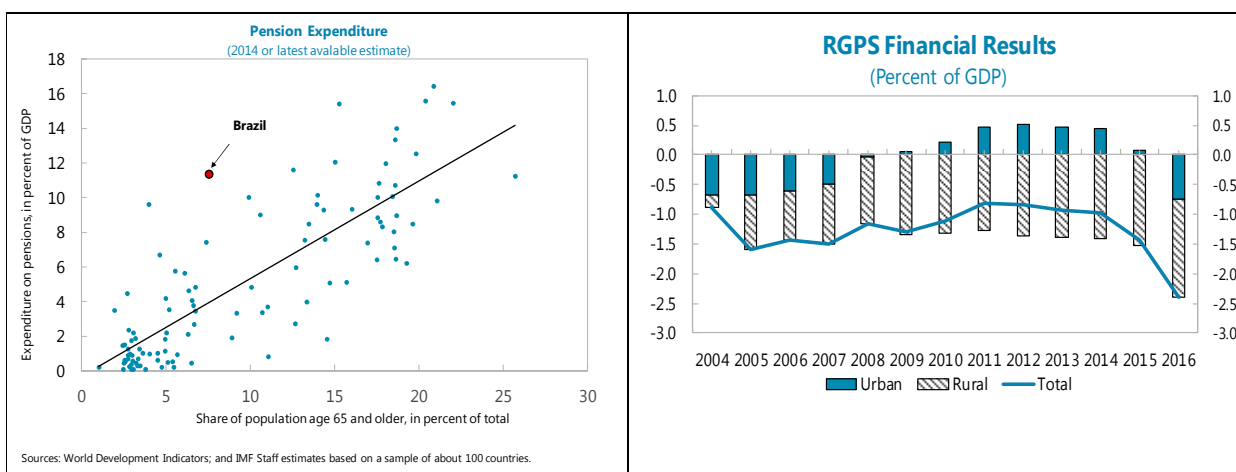 Pension Expenditure
(2014 or latest available estimate)
Expenditure on pensions, in percent of GDP
18
16
14
12
10
8
6
4
2
0
Brazil
0 5 10 15 20 25 30
Share of population age 65 and older, in percent of total
Sources: World Development Indicators; and IMF Staff estimates based on a sample of about 100 countries.
RGPS Financial Results
(Percent of GDP)
1.0 1.0
0.5 0.5
0.0 0.0
-0.5 -0.5
-1.0 -1.0
-1.5 -1.5
-2.0 -2.0
-2.5 -2.5
-3.0 -3.0
2004 2005 2006 2007 2008 2009 2010 2011 2012 2013 2014 2015 2016
Urban Rural Total